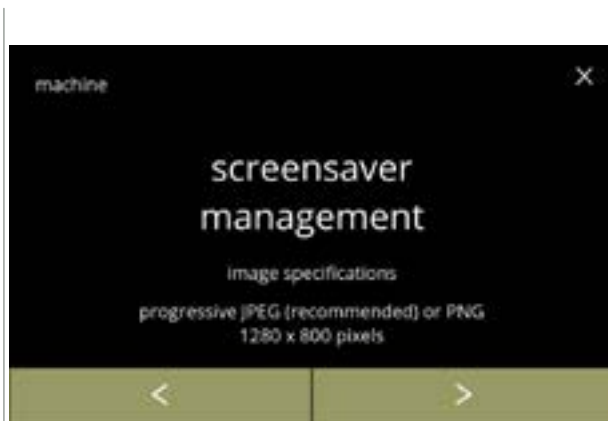 machine
×
screensaver
management
image specifications
progressive JPEG (recommended) or PNG
1280 x 800 pixels
< >